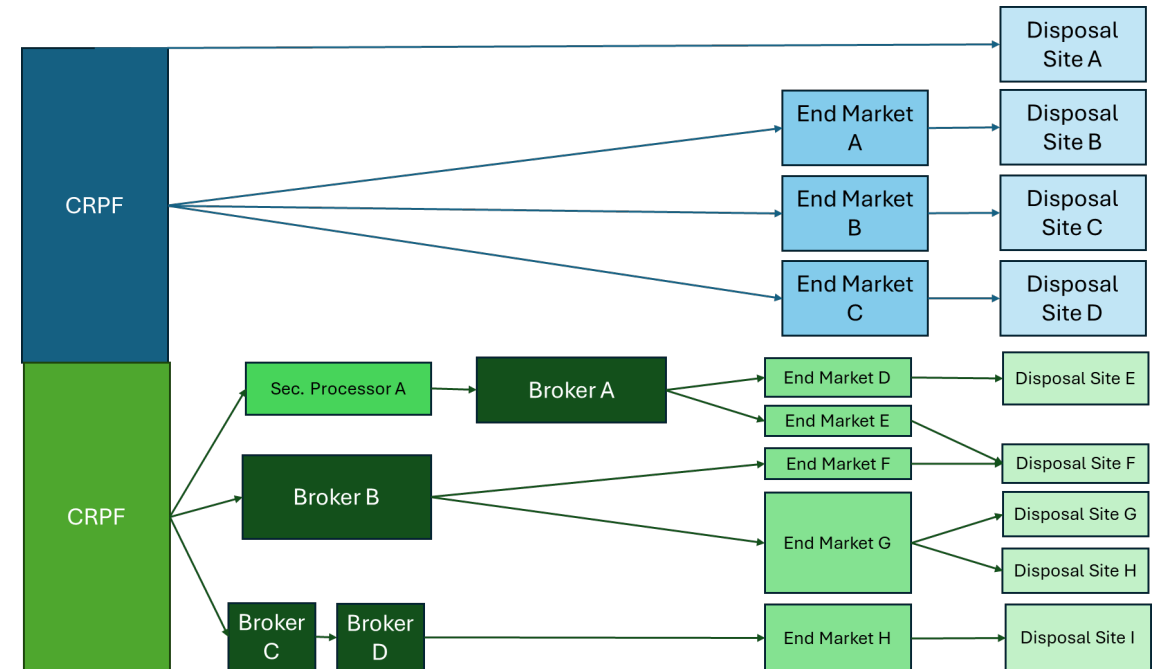 Disposal
Site A
End Market
A
Disposal
Site B
CRPF
End Market
B
Disposal
Site C
End Market
C
Disposal
Site D
Sec. Processor A
Broker A
End Market D
Disposal Site E
End Market E
Broker B
End Market F
Disposal Site F
CRPF
End Market G
Disposal Site G
Disposal Site H
Broker
C
Broker
D
End Market H
Disposal Site I